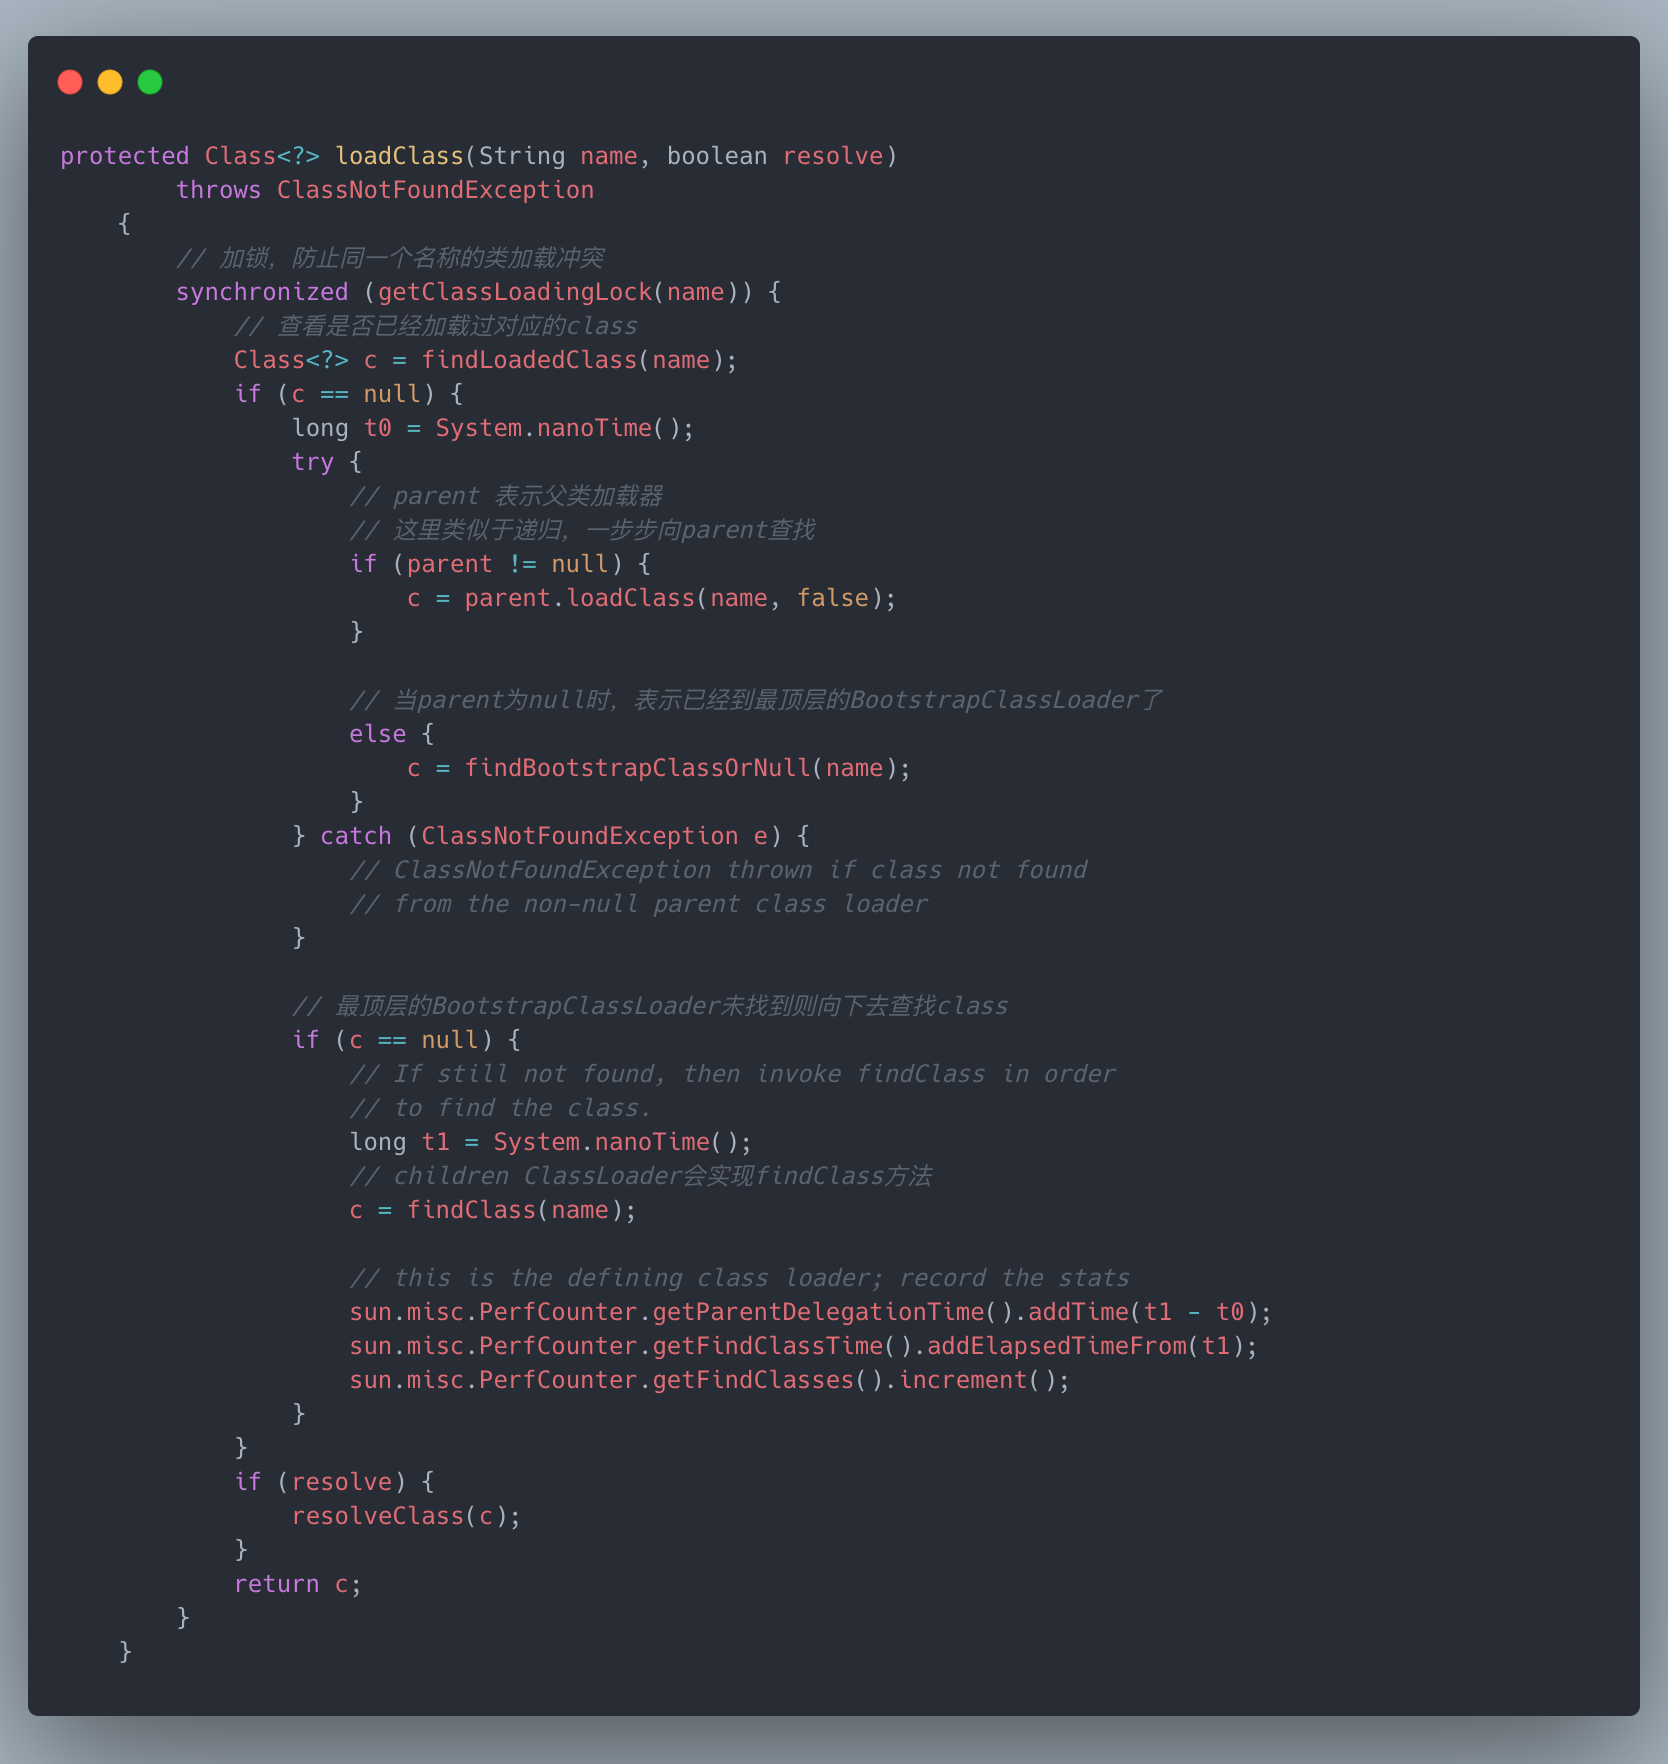 protected Class<?> loadClass(String name, boolean resolve)
        throws ClassNotFoundException
    {
        // 加锁，防止同一个名称的类加载冲突
        synchronized (getClassLoadingLock(name)) {
            // 查看是否已经加载过对应的class
            Class<?> c = findLoadedClass(name);
            if (c == null) {
                long t0 = System.nanoTime();
                try {
                    // parent 表示父类加载器
                    // 这里类似于递归，一步步向parent查找
                    if (parent != null) {
                        c = parent.loadClass(name, false);
                    }

                    // 当parent为null时，表示已经到最顶层的BootstrapClassLoader了
                    else {
                        c = findBootstrapClassOrNull(name);
                    }
                } catch (ClassNotFoundException e) {
                    // ClassNotFoundException thrown if class not found
                    // from the non-null parent class loader
                }

                // 最顶层的BootstrapClassLoader未找到则向下去查找class
                if (c == null) {
                    // If still not found, then invoke findClass in order
                    // to find the class.
                    long t1 = System.nanoTime();
                    // children ClassLoader会实现findClass方法
                    c = findClass(name);

                    // this is the defining class loader; record the stats
                    sun.misc.PerfCounter.getParentDelegationTime().addTime(t1 - t0);
                    sun.misc.PerfCounter.getFindClassTime().addElapsedTimeFrom(t1);
                    sun.misc.PerfCounter.getFindClasses().increment();
                }
            }
            if (resolve) {
                resolveClass(c);
            }
            return c;
        }
    }